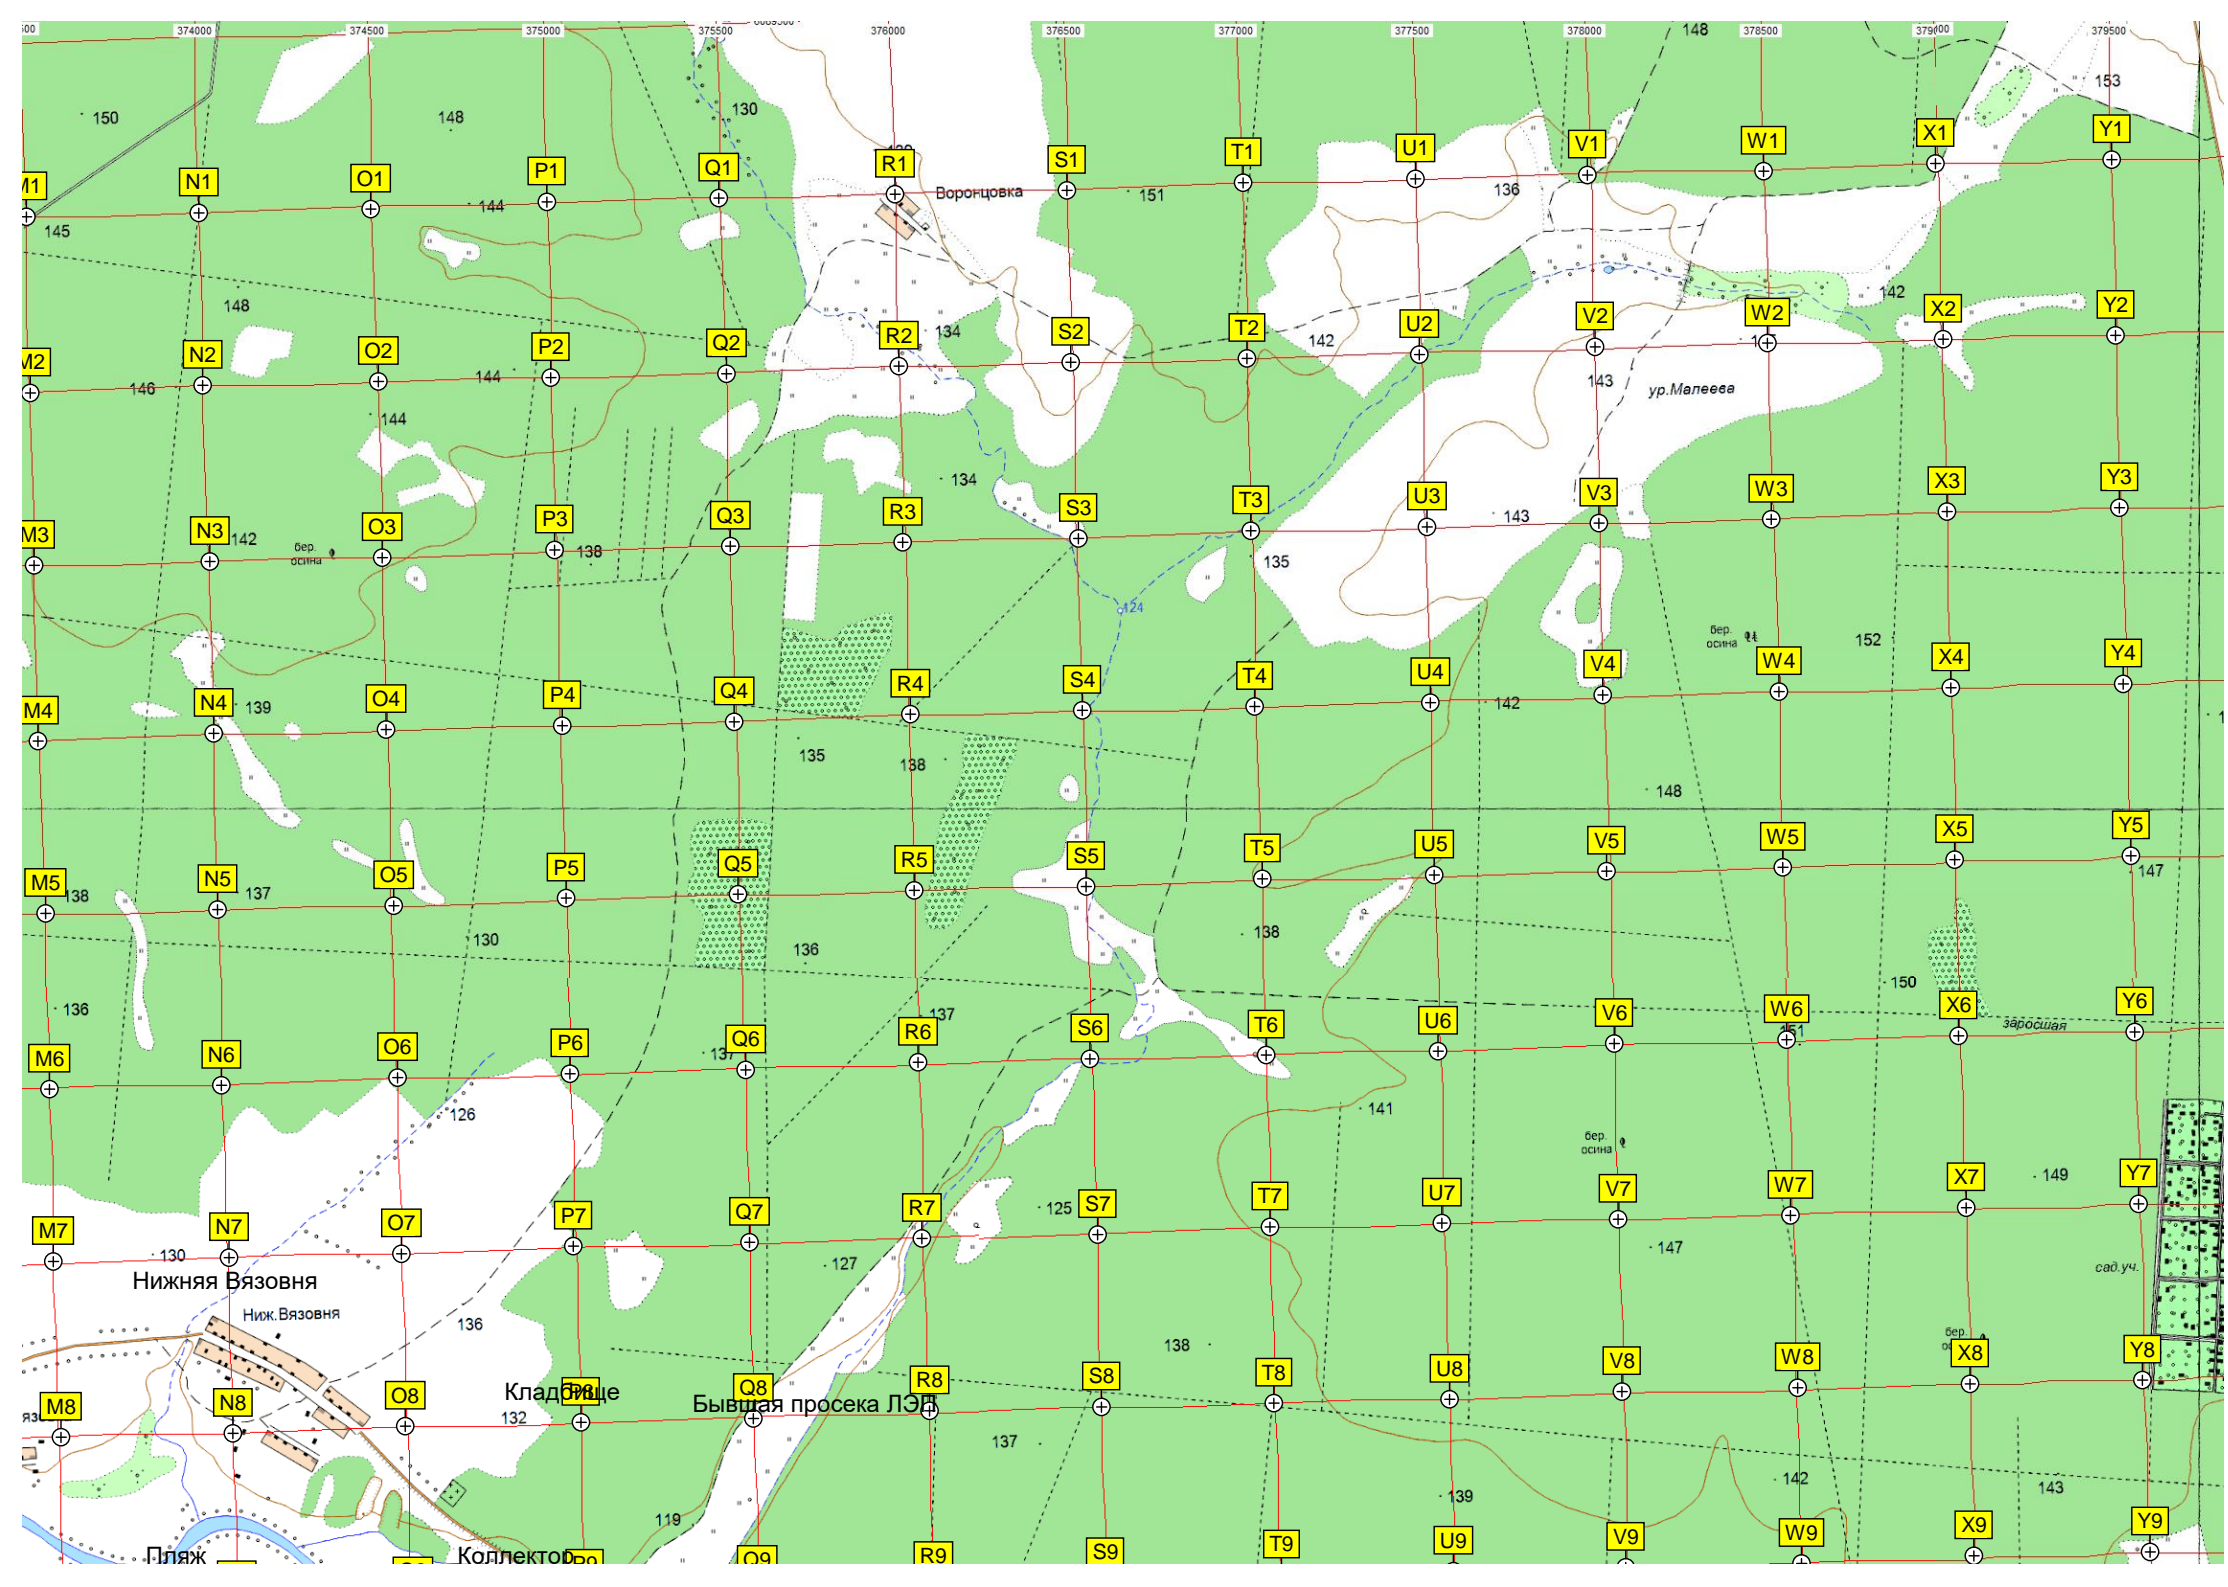 374000 374500 375000 375500 376000 376500 377000 377500 378000 378500 379000 379500
148
153
150 148 130
N1 O1 P1 Q1 R1 S1 T1 U1 V1 W1 X1 Y1
Воронцовка
144 151 136
145
148 142
M2 N2 O2 P2 Q2 R2 S2 T2 U2 V2 W2 X2 Y2
134 142
146 144 143
ур.Малеева
144
134
M3 N3 O3 P3 Q3 R3 S3 T3 U3 V3 W3 X3 Y3
142 143
бер.
осина
138 135
124
бер.
осина
152
M4 N4 O4 P4 Q4 R4 S4 T4 U4 V4 W4 X4 Y4
139 142
135 138
148
M5 N5 O5 P5 Q5 R5 S5 T5 U5 V5 W5 X5 Y5
138 137 147
130 136 138
150
136 137
заросшая
M6 N6 O6 P6 Q6 R6 S6 T6 U6 V6 W6 X6 Y6
137 151
126 141
бер.
осина
149
M7 N7 O7 P7 Q7 R7 S7 T7 U7 V7 W7 X7 Y7
125
130 127 147
сад.уч.
Нижняя Вязовня
Ниж.Вязовня
136 138
бер.
M8 N8 O8 Q8 R8 S8 T8 U8 V8 W8 X8 Y8
Кладбище
Бывшая просека ЛЭП
132
137
142 143
139
119
Пляж
Коллектор
P9 Q9 R9 S9 T9 U9 V9 W9 X9 Y9